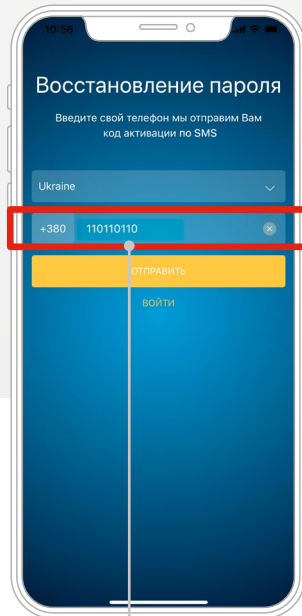 10:56
Восстановление пароля
Введите свой телефон мы отправим Вам
код активации по SMS
Ukraine
+380 110110110
ОТПРАВИТЬ
ВОЙТИ